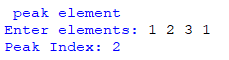 peak element
Enter elements: 1 2 3 1
Peak Index: 2